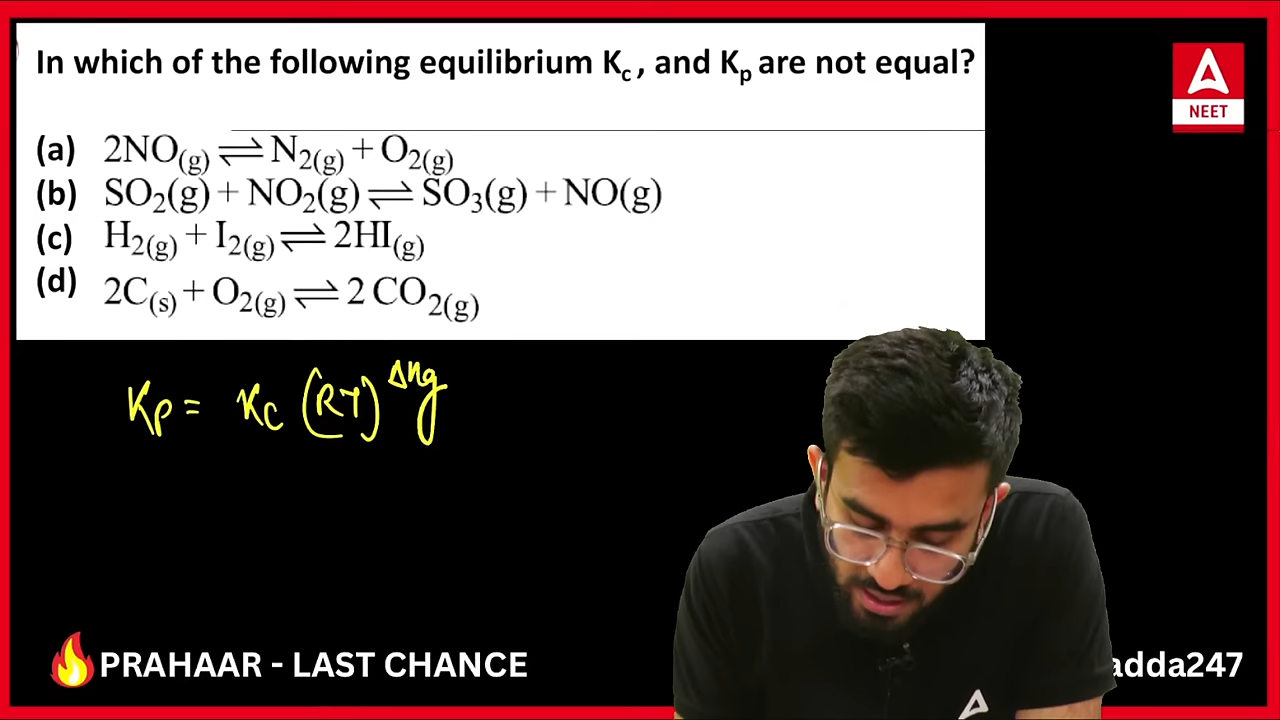 In which of the following equilibrium Kc , and Kp are not equal?
NEET
(a) 2NO(g) ⇌ N2(g) + O2(g)
(b) SO2(g) + NO2(g) ⇌ SO3(g) + NO(g)
(c) H2(g) + I2(g) ⇌ 2HI(g)
(d) 2C(s) + O2(g) ⇌ 2 CO2(g)
Kp = Kc (RT)^Δng
PRAHAAR - LAST CHANCE
adda247